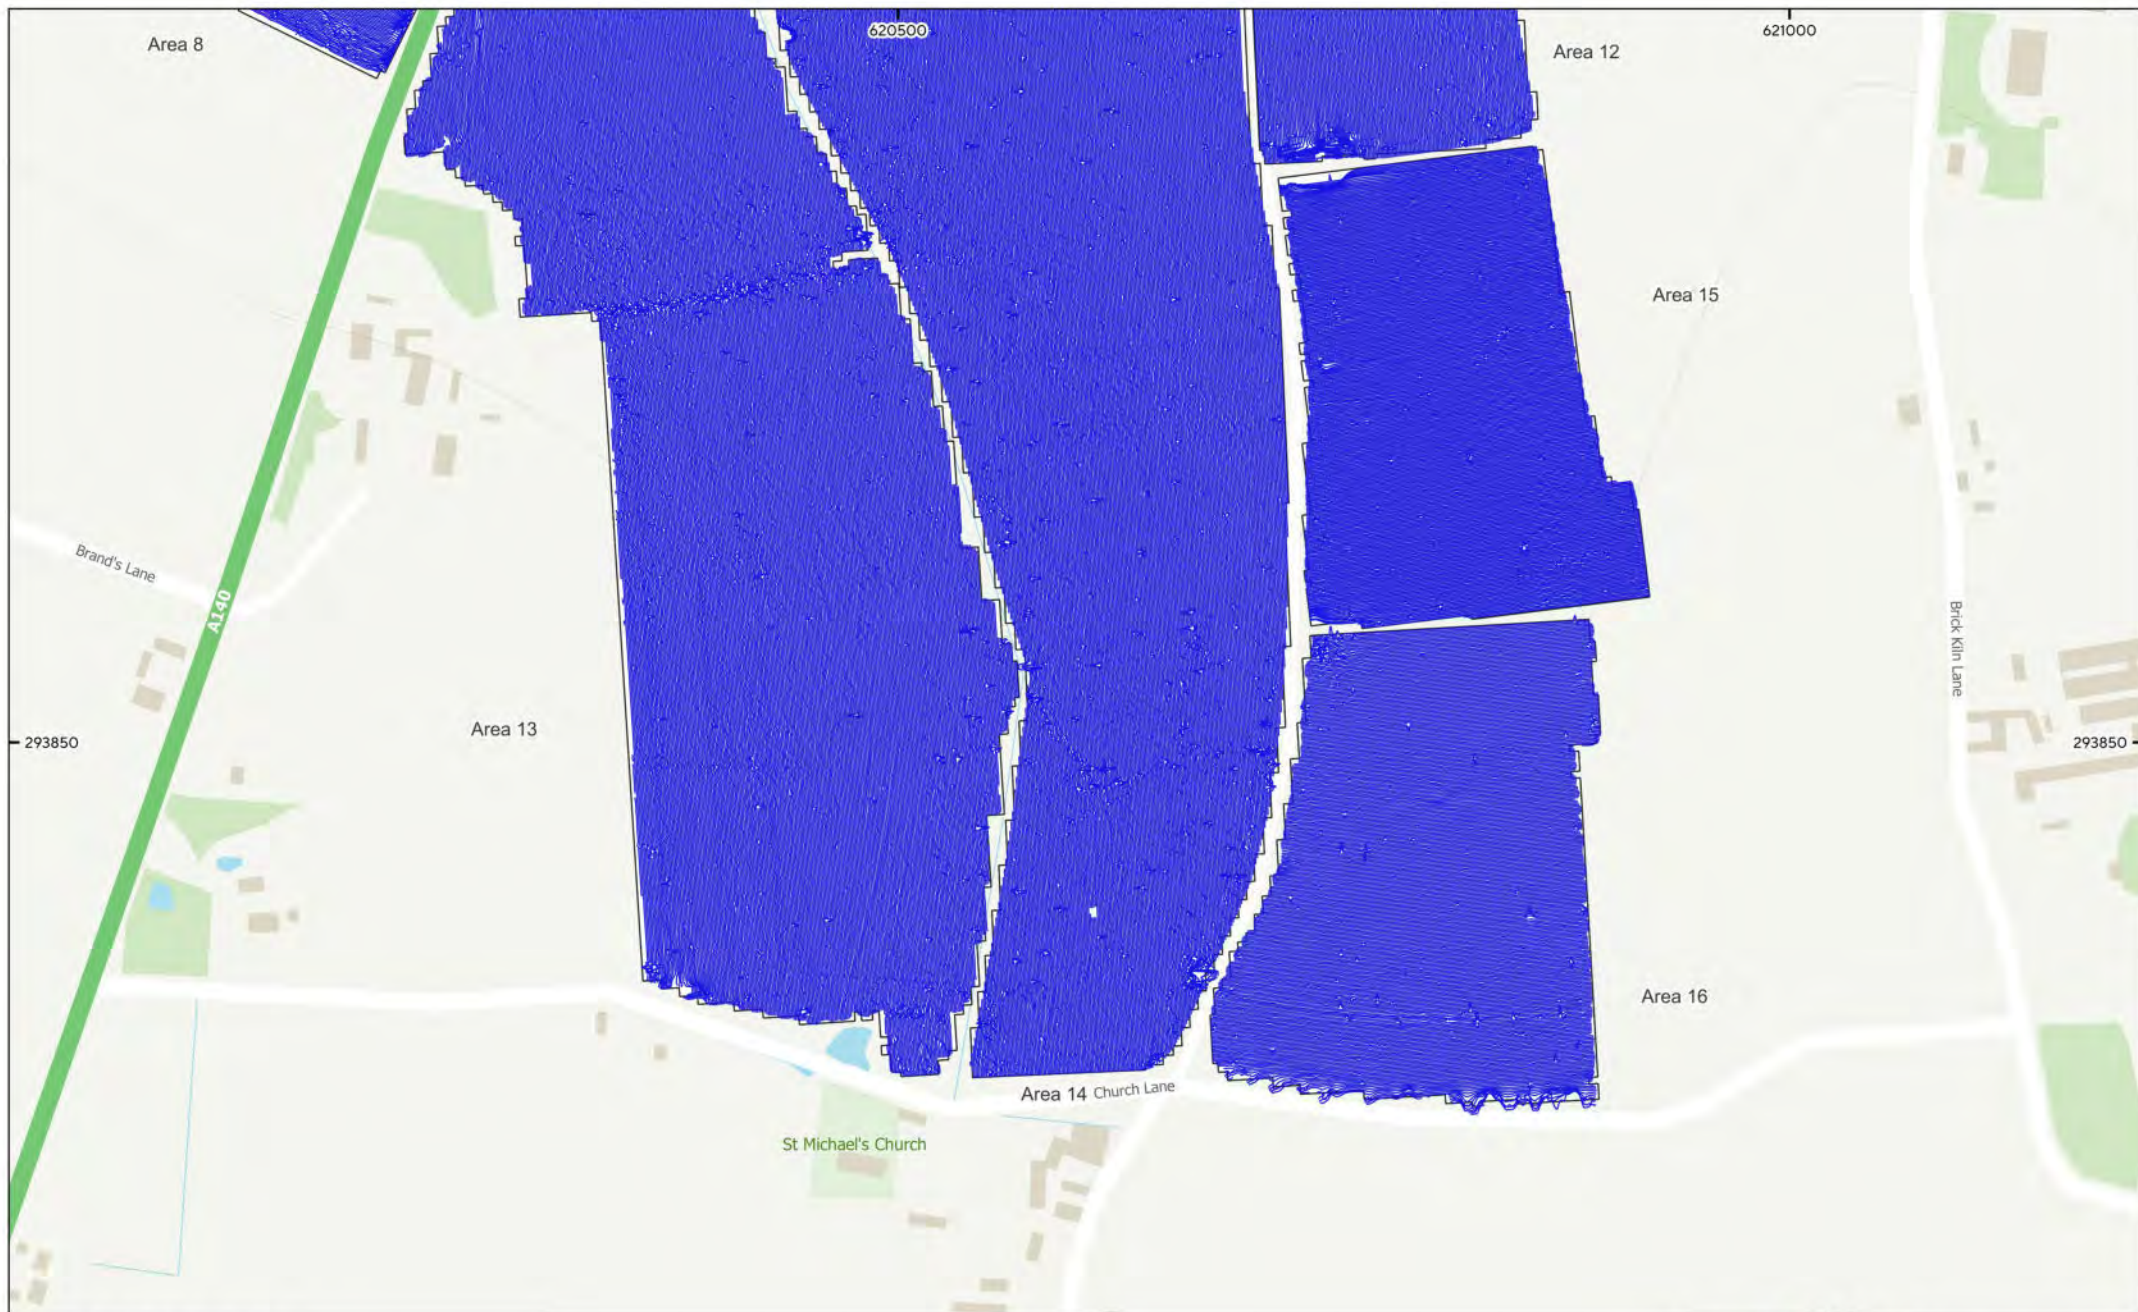 620500
621000
Area 8
Area 12
Area 15
Brand's Lane
A140
Brick Kiln Lane
Area 13
293850
293850
Area 16
Area 14
Church Lane
St Michael's Church